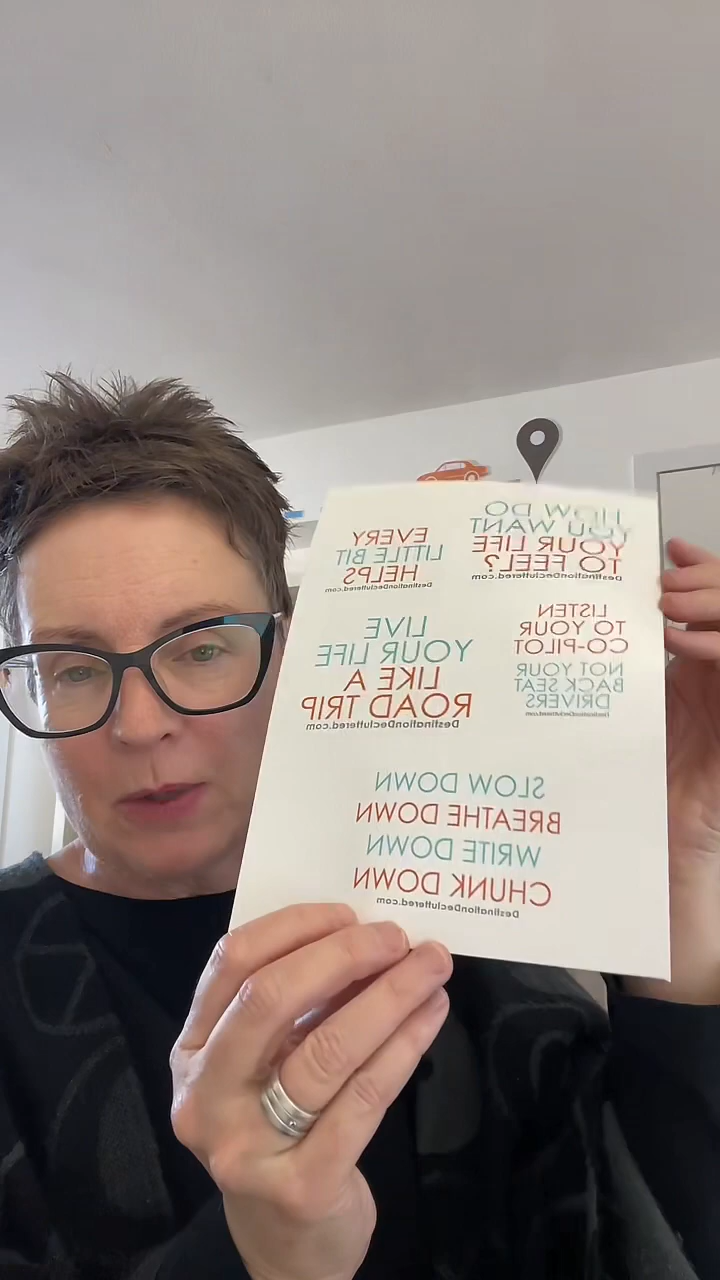 HOW DO
YOU WANT
YOUR LIFE
TO FEEL?
DestinationDecluttered.com
EVERY
LITTLE BIT
HELPS
DestinationDecluttered.com
LISTEN
TO YOUR
CO-PILOT
NOT YOUR
BACK SEAT
DRIVERS
DestinationDecluttered.com
LIVE
YOUR LIFE
LIKE A
ROAD TRIP
DestinationDecluttered.com
SLOW DOWN
BREATHE DOWN
WRITE DOWN
CHUNK DOWN
DestinationDecluttered.com